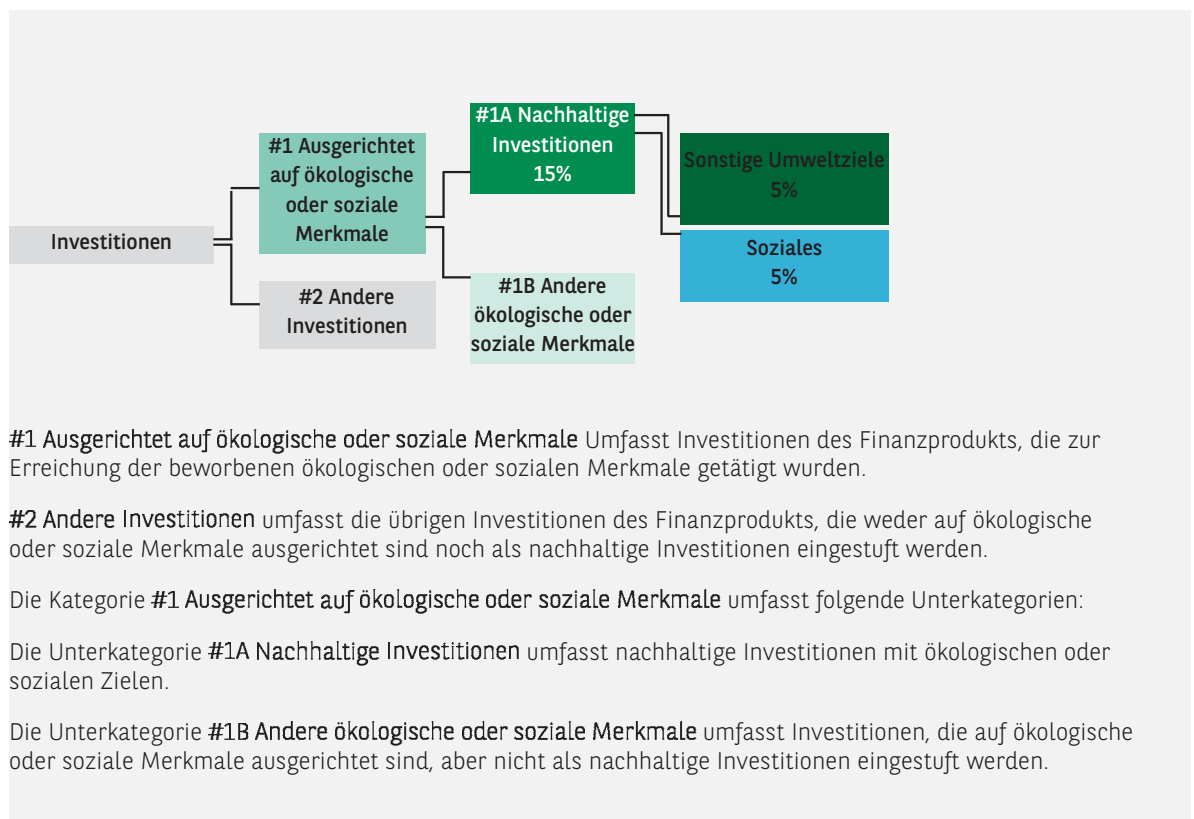 #1A Nachhaltige
Investitionen
15%
#1 Ausgerichtet
auf ökologische
oder soziale
Merkmale
Sonstige Umweltziele
5%
Investitionen
Soziales
5%
#2 Andere
Investitionen
#1B Andere
ökologische oder
soziale Merkmale
#1 Ausgerichtet auf ökologische oder soziale Merkmale Umfasst Investitionen des Finanzprodukts, die zur
Erreichung der beworbenen ökologischen oder sozialen Merkmale getätigt wurden.
#2 Andere Investitionen umfasst die übrigen Investitionen des Finanzprodukts, die weder auf ökologische
oder soziale Merkmale ausgerichtet sind noch als nachhaltige Investitionen eingestuft werden.
Die Kategorie #1 Ausgerichtet auf ökologische oder soziale Merkmale umfasst folgende Unterkategorien:
Die Unterkategorie #1A Nachhaltige Investitionen umfasst nachhaltige Investitionen mit ökologischen oder
sozialen Zielen.
Die Unterkategorie #1B Andere ökologische oder soziale Merkmale umfasst Investitionen, die auf ökologische
oder soziale Merkmale ausgerichtet sind, aber nicht als nachhaltige Investitionen eingestuft werden.